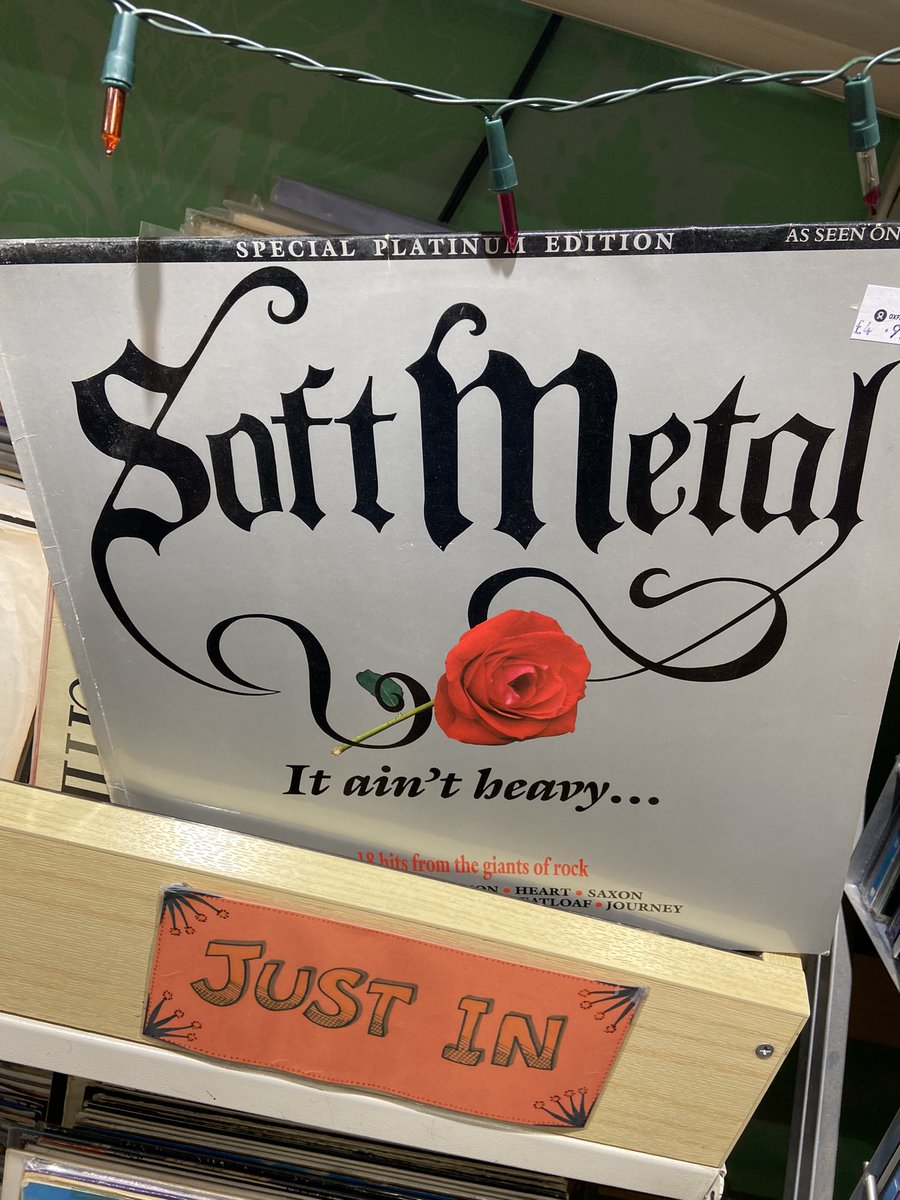 SPECIAL PLATINUM EDITION
AS SEEN ON
£4.9
Soft Metal
It ain't heavy...
18 hits from the giants of rock
HEART • SAXON
JOURNEY
JUST IN